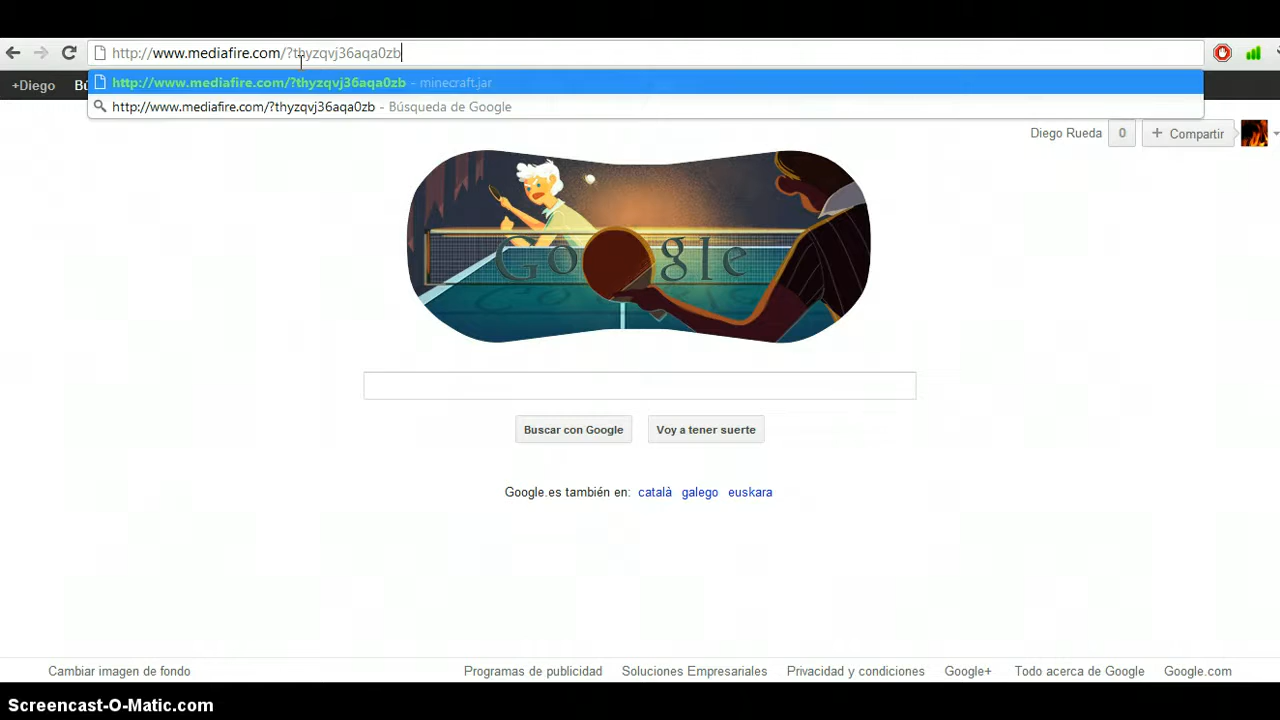 http://www.mediafire.com/?thyzqvj36aqa0zb
http://www.mediafire.com/?thyzqvj36aqa0zb - minecraft.jar
+Diego Bú
http://www.mediafire.com/?thyzqvj36aqa0zb - Búsqueda de Google
Diego Rueda 0 + Compartir
Google
Buscar con Google Voy a tener suerte
Google.es también en: català galego euskara
Cambiar imagen de fondo Programas de publicidad Soluciones Empresariales Privacidad y condiciones Google+ Todo acerca de Google Google.com
Screencast-O-Matic.com